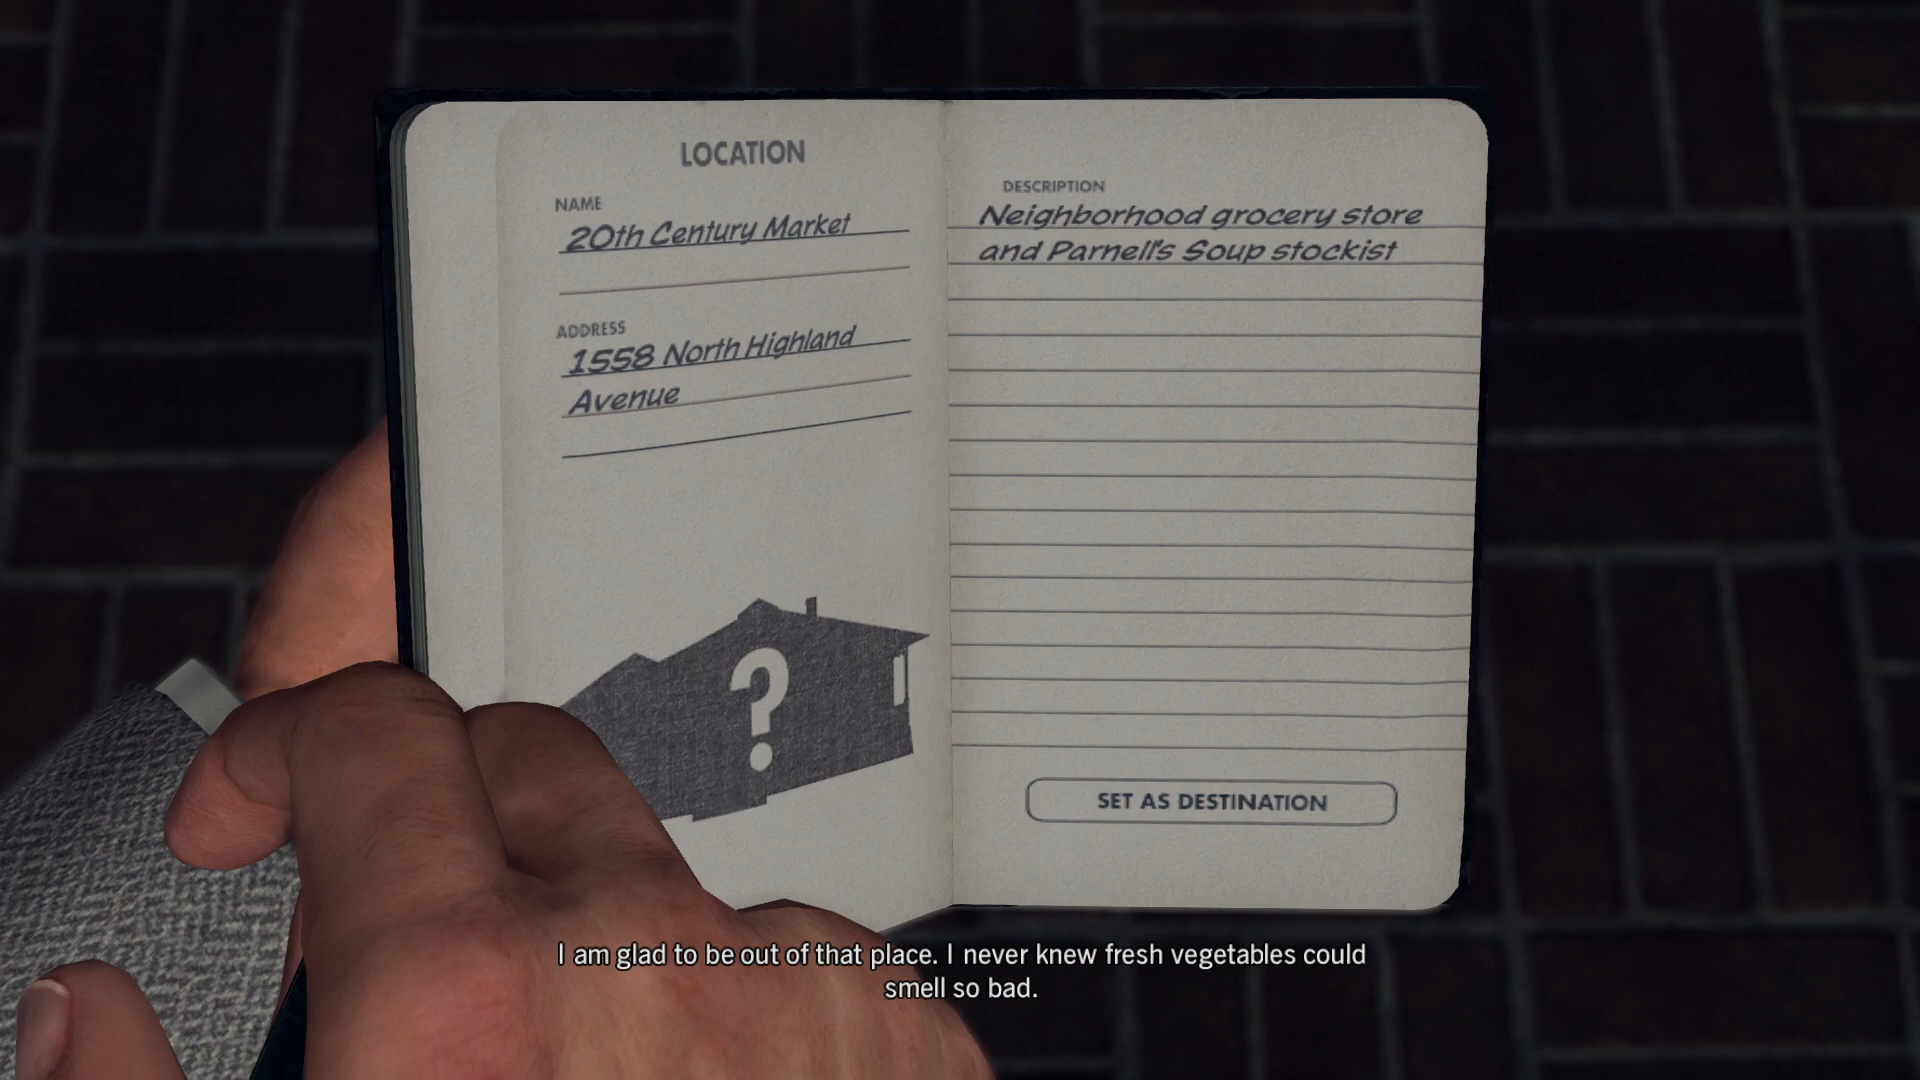 LOCATION
NAME
20th Century Market
ADDRESS
1558 North Highland
Avenue
?
DESCRIPTION
Neighborhood grocery store
and Parnell's Soup stockist
SET AS DESTINATION
I am glad to be out of that place. I never knew fresh vegetables could
smell so bad.